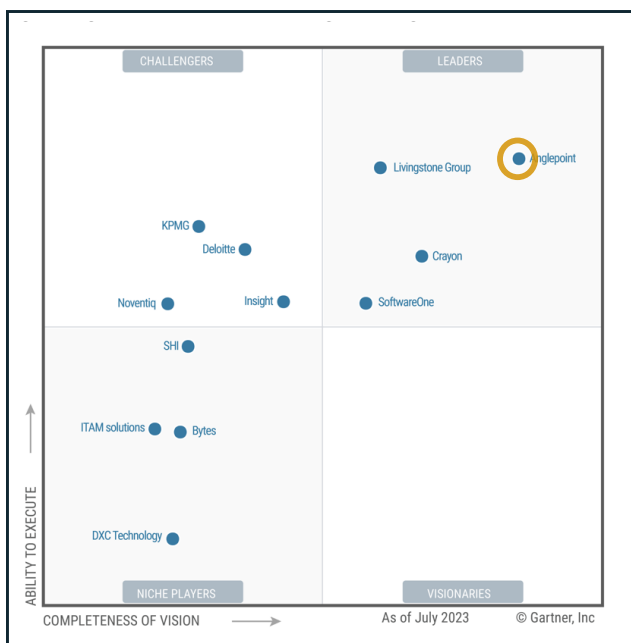 CHALLENGERS
LEADERS
Anglepoint
Livingstone Group
KPMG
Deloitte
Crayon
Noventiq
Insight
SoftwareOne
SHI
ITAM solutions
Bytes
DXC Technology
ABILITY TO EXECUTE
NICHE PLAYERS
VISIONARIES
COMPLETENESS OF VISION
As of July 2023
© Gartner, Inc